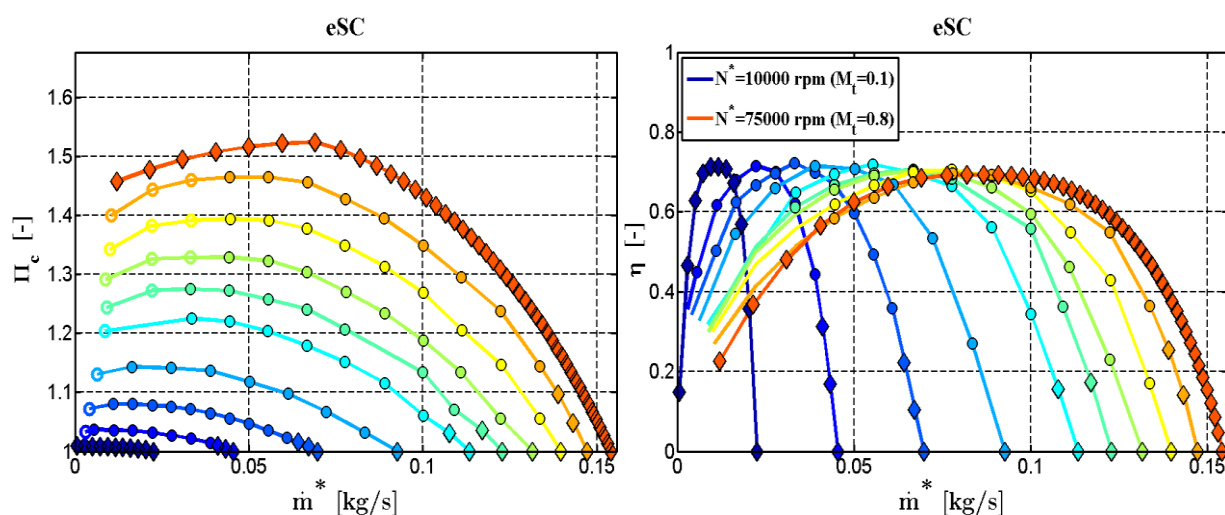 eSC
1.6
1.5
1.4
1.3
1.2
1.1
1
0
0.05
0.1
0.15
Π_c [-]
ṁ* [kg/s]
eSC
N*=10000 rpm (M_t=0.1)
N*=75000 rpm (M_t=0.8)
1
0.8
0.6
0.4
0.2
0
0
0.05
0.1
0.15
η [-]
ṁ* [kg/s]